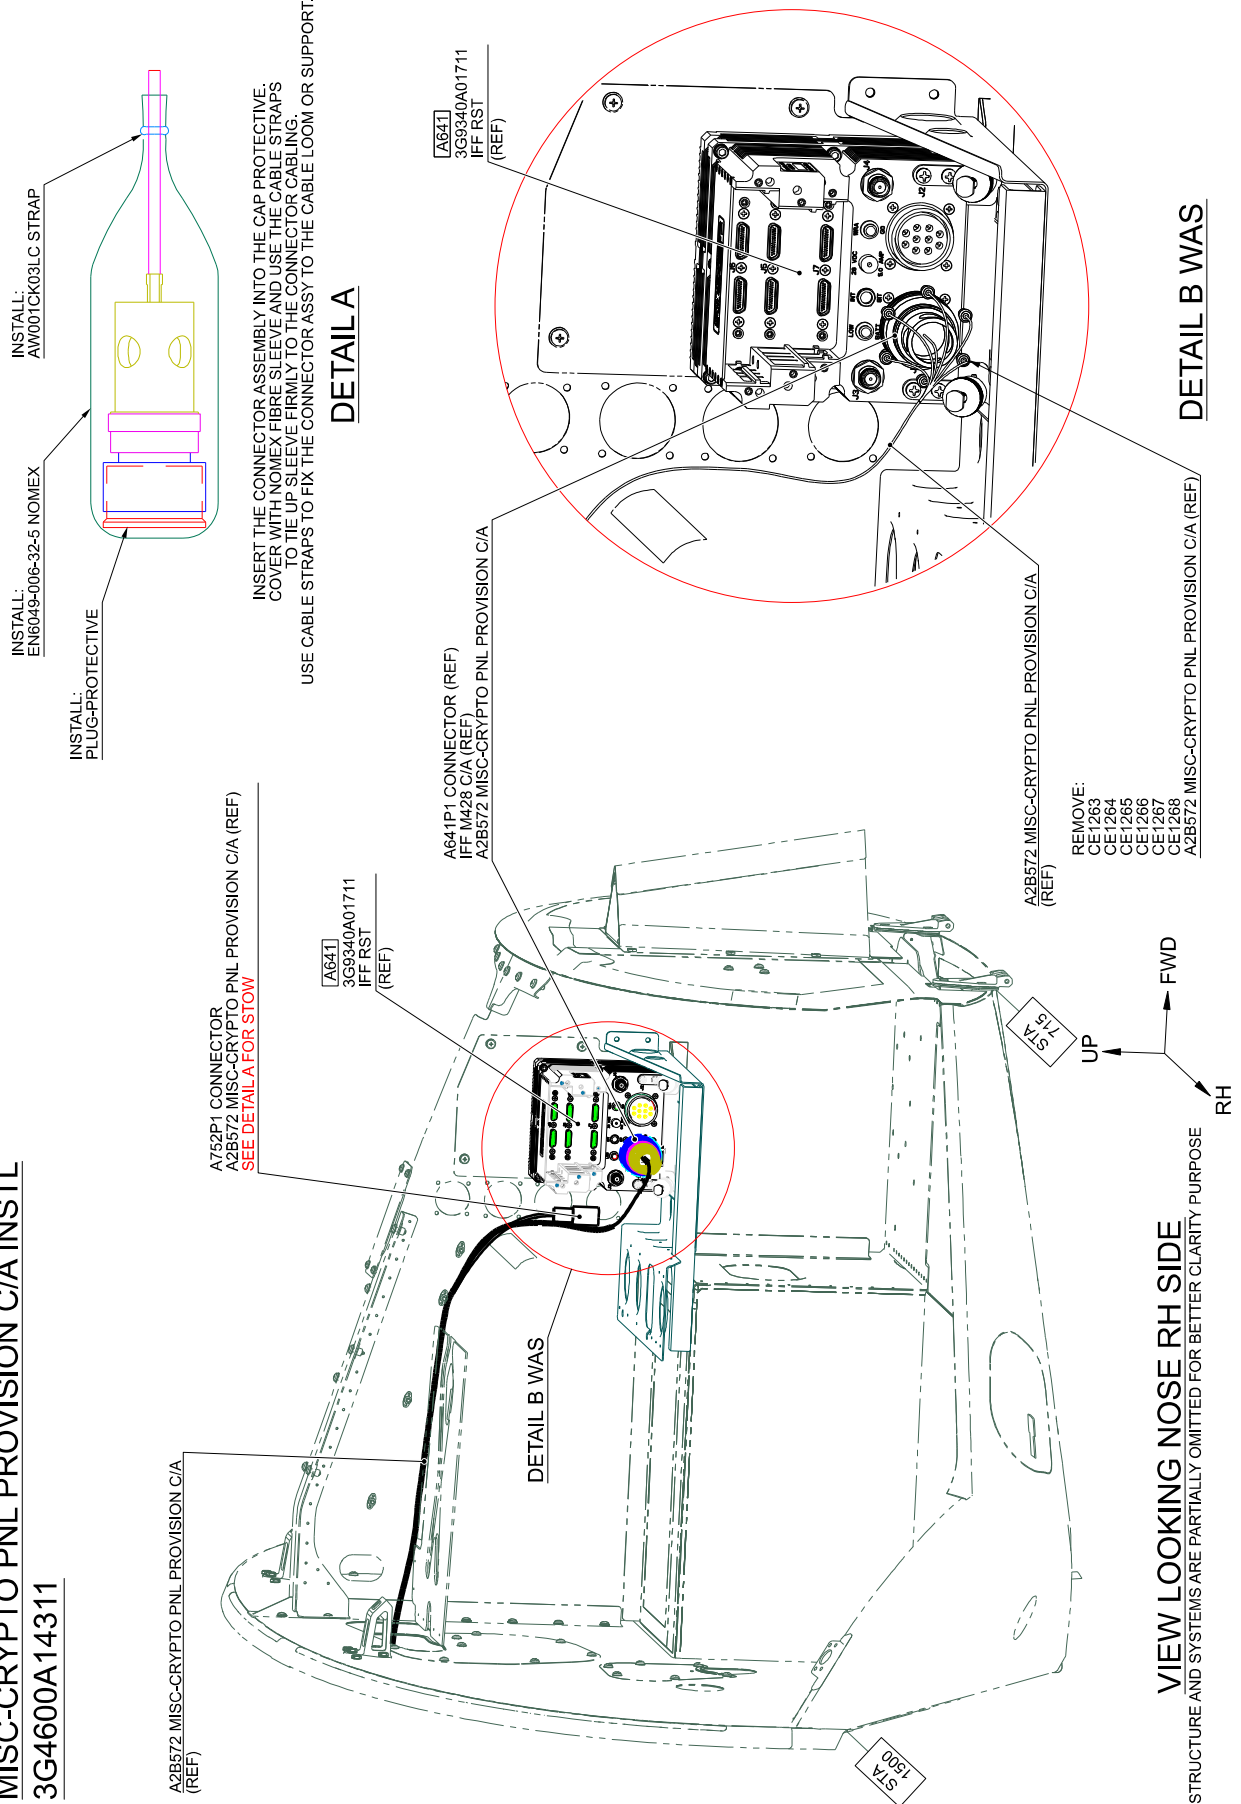 MISC-CRYPTO PNL PROVISION C/A INSTL
3G4600A14311
A2B572 MISC-CRYPTO PNL PROVISION C/A
(REF)
A752P1 CONNECTOR
A2B572 MISC-CRYPTO PNL PROVISION C/A (REF)
SEE DETAIL A FOR STOW
A641
3G9340A01711
IFF RST
(REF)
A641P1 CONNECTOR (REF)
IFF M428 C/A (REF)
A2B572 MISC-CRYPTO PNL PROVISION C/A
DETAIL B WAS
STA
1500
STA
715
UP
FWD
RH
VIEW LOOKING NOSE RH SIDE
STRUCTURE AND SYSTEMS ARE PARTIALLY OMITTED FOR BETTER CLARITY PURPOSE
INSTALL:
PLUG-PROTECTIVE
INSTALL:
EN6049-006-32-5 NOMEX
INSTALL:
AW001CK03LC STRAP
INSERT THE CONNECTOR ASSEMBLY INTO THE CAP PROTECTIVE.
COVER WITH NOMEX FIBRE SLEEVE AND USE THE CABLE STRAPS
TO TIE UP SLEEVE FIRMLY TO THE CONNECTOR CABLING.
USE CABLE STRAPS TO FIX THE CONNECTOR ASSY TO THE CABLE LOOM OR SUPPORT.
DETAIL A
A641
3G9340A01711
IFF RST
(REF)
J5
J7
J3
J4
J2
LOW
BATT
A2B572 MISC-CRYPTO PNL PROVISION C/A
(REF)
REMOVE:
CE1263
CE1264
CE1265
CE1266
CE1267
CE1268
A2B572 MISC-CRYPTO PNL PROVISION C/A (REF)
DETAIL B WAS